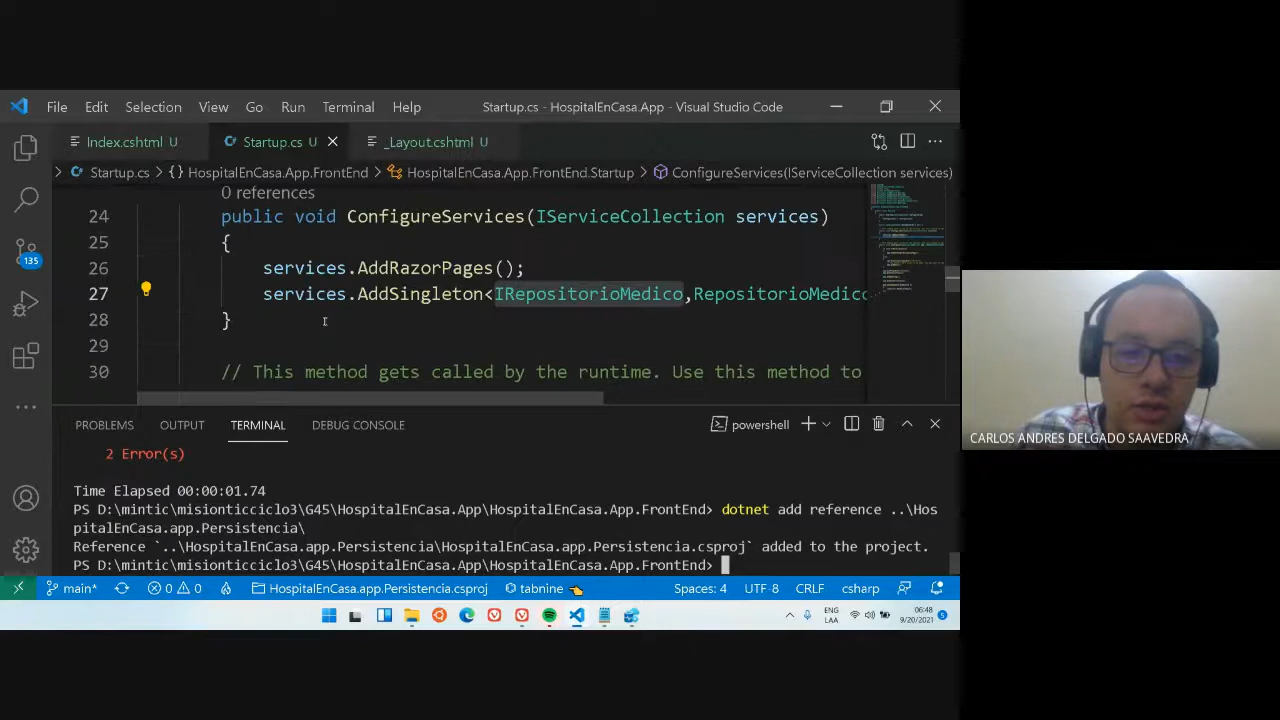 File Edit Selection View Go Run Terminal Help Startup.cs - HospitalEnCasa.App - Visual Studio Code
Index.cshtml U Startup.cs U _Layout.cshtml U
Startup.cs > {} HospitalEnCasa.App.FrontEnd > HospitalEnCasa.App.FrontEnd.Startup > ConfigureServices(IServiceCollection services)
0 references
24 public void ConfigureServices(IServiceCollection services)
25 {
26 services.AddRazorPages();
27 services.AddSingleton<IRepositorioMedico,RepositorioMedico
28 }
29
30 // This method gets called by the runtime. Use this method to
135
PROBLEMS OUTPUT TERMINAL DEBUG CONSOLE powershell
2 Error(s)
Time Elapsed 00:00:01.74
PS D:\mintic\misionticciclo3\G45\HospitalEnCasa.App\HospitalEnCasa.App.FrontEnd> dotnet add reference ..\Hos
pitalEnCasa.app.Persistencia\
Reference `..\HospitalEnCasa.app.Persistencia\HospitalEnCasa.app.Persistencia.csproj` added to the project.
PS D:\mintic\misionticciclo3\G45\HospitalEnCasa.App\HospitalEnCasa.App.FrontEnd>
main* 0 0 HospitalEnCasa.app.Persistencia.csproj tabnine Spaces: 4 UTF-8 CRLF csharp
ENG
LAA
06:48
9/20/2021
5
CARLOS ANDRES DELGADO SAAVEDRA